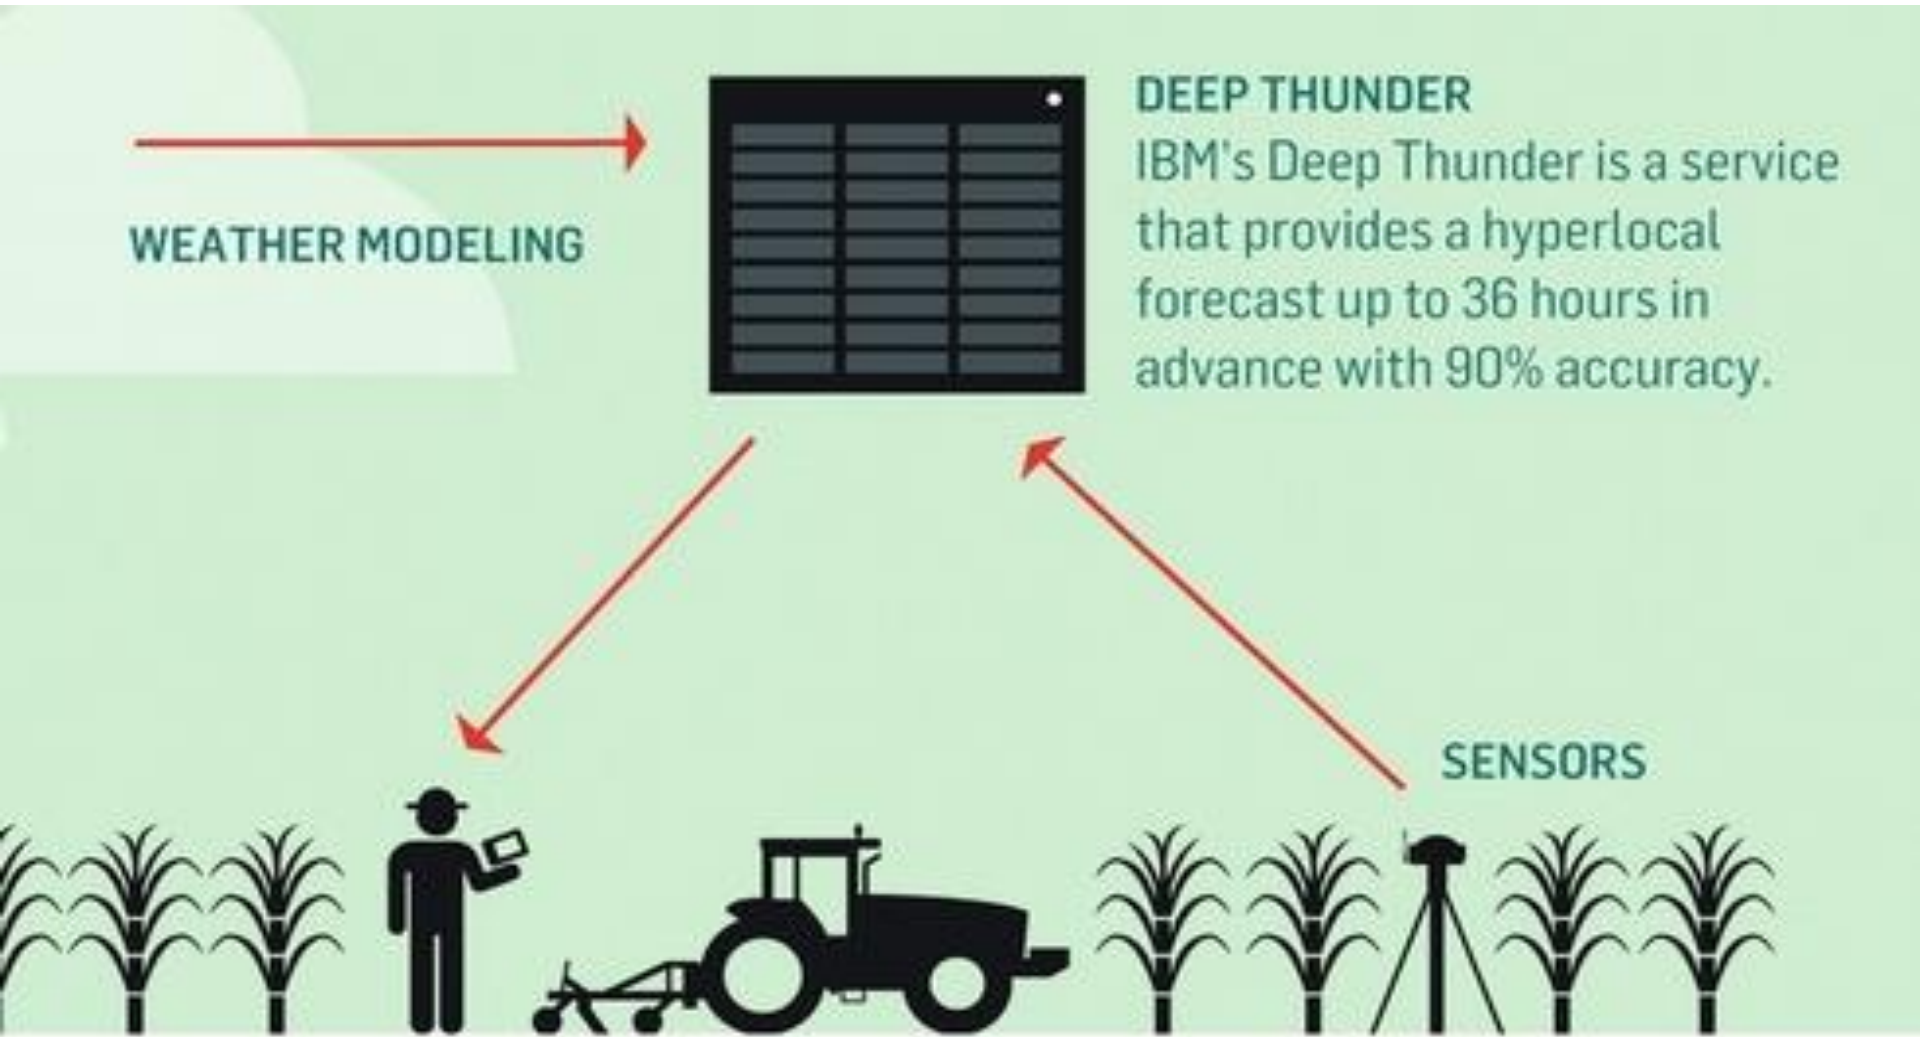 DEEP THUNDER
IBM's Deep Thunder is a service
that provides a hyperlocal
forecast up to 36 hours in
advance with 90% accuracy.
WEATHER MODELING
SENSORS